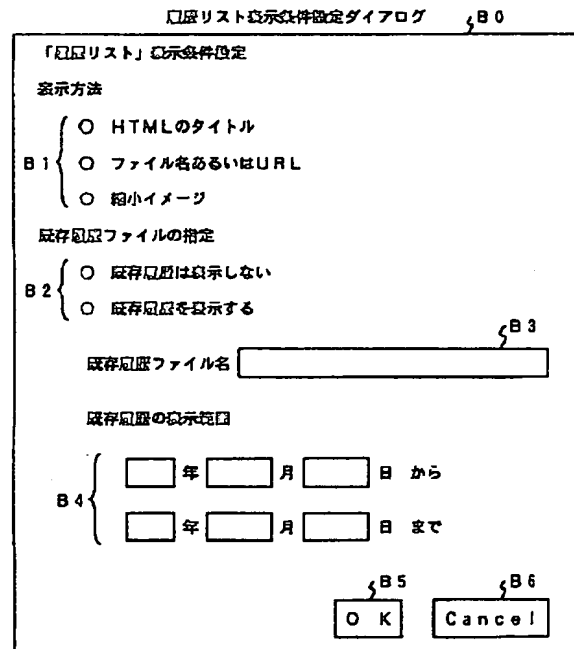 履歴リスト表示条件設定ダイアログ B0
「履歴リスト」表示条件設定
表示方法
○ HTMLのタイトル
B1 ○ ファイル名あるいはURL
○ 縮小イメージ
既存履歴ファイルの指定
○ 既存履歴は表示しない
B2
○ 既存履歴を表示する
B3
既存履歴ファイル名
既存履歴の表示範囲
年 月 日 から
B4
年 月 日 まで
B5 B6
OK Cancel